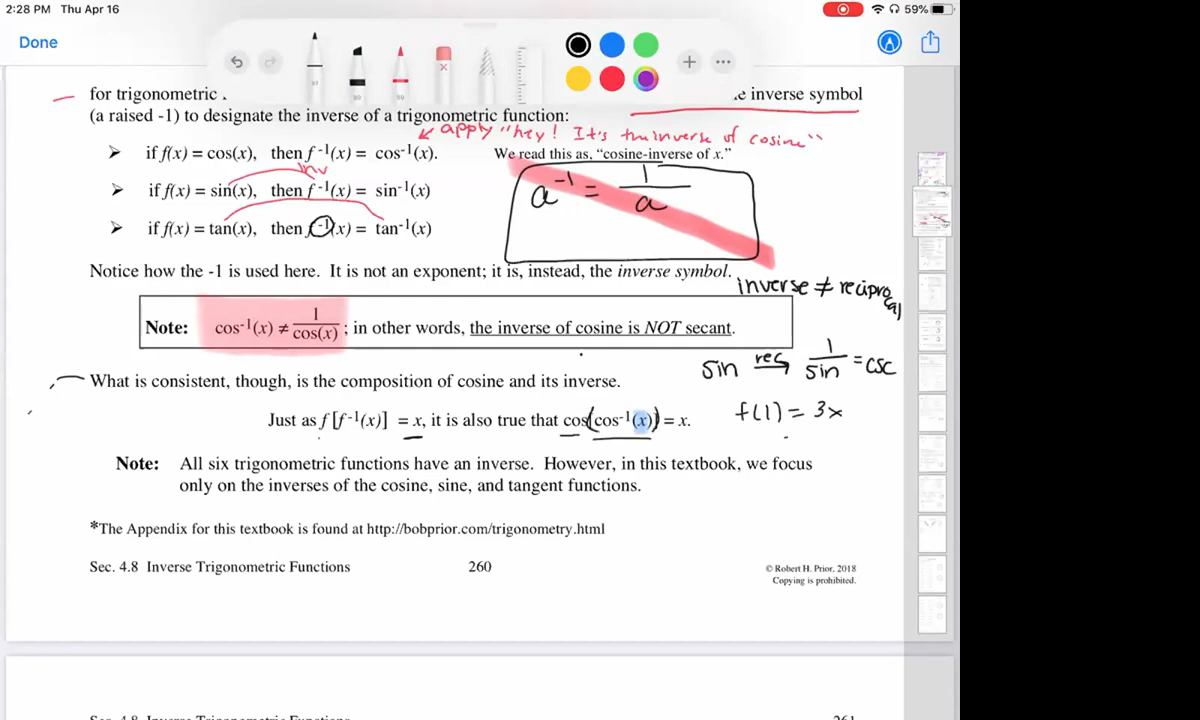 2:28 PM Thu Apr 16 59%
Done
for trigonometric inverse symbol
(a raised -1) to designate the inverse of a trigonometric function:
apply "hey! It's the inverse of cosine"
➤ if f(x) = cos(x), then f⁻¹(x) = cos⁻¹(x). We read this as, "cosine-inverse of x."
inv
➤ if f(x) = sin(x), then f⁻¹(x) = sin⁻¹(x)
a⁻¹ = 1/a
➤ if f(x) = tan(x), then f⁻¹(x) = tan⁻¹(x)
Notice how the -1 is used here. It is not an exponent; it is, instead, the inverse symbol.
inverse ≠ reciprocal
Note: cos⁻¹(x) ≠ 1/cos(x) ; in other words, the inverse of cosine is NOT secant.
sin rec 1/sin = csc
What is consistent, though, is the composition of cosine and its inverse.
Just as f [f⁻¹(x)] = x, it is also true that cos(cos⁻¹(x)) = x.
f(1) = 3x
Note: All six trigonometric functions have an inverse. However, in this textbook, we focus
only on the inverses of the cosine, sine, and tangent functions.
*The Appendix for this textbook is found at http://bobprior.com/trigonometry.html
Sec. 4.8 Inverse Trigonometric Functions 260 © Robert H. Prior, 2018
Copying is prohibited.
Sec. 4.8 Inverse Trigonometric Functions 261